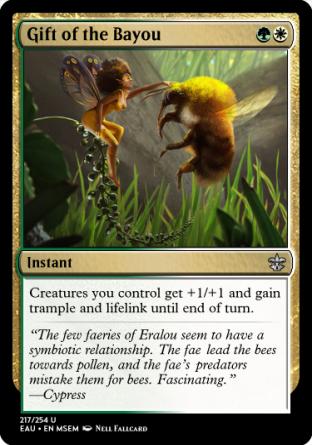 Gift of the Bayou
Instant
Creatures you control get +1/+1 and gain
trample and lifelink until end of turn.
“The few faeries of Eralou seem to have a
symbiotic relationship. The fae lead the bees
towards pollen, and the fae’s predators
mistake them for bees. Fascinating.”
—Cypress
217/254 U
EAU • EN MSEM Nell Fallcard